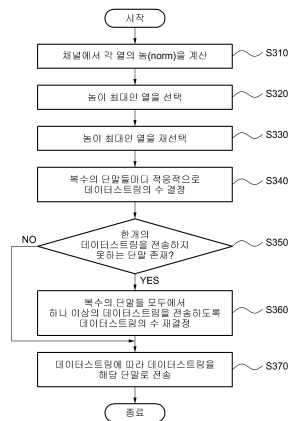 시작
채널에서 각 열의 놈(norm)을 계산
S310
놈이 최대인 열을 선택
S320
놈이 최대인 열을 재선택
S330
복수의 단말들마다 적응적으로
데이터스트림의 수 결정
S340
한개의
데이터스트림을 전송하지
못하는 단말 존재?
S350
NO
YES
복수의 단말들 모두에서
하나 이상의 데이터스트림을 전송하도록
데이터스트림의 수 재결정
S360
데이터스트림에 따라 데이터스트림을
해당 단말로 전송
S370
종료